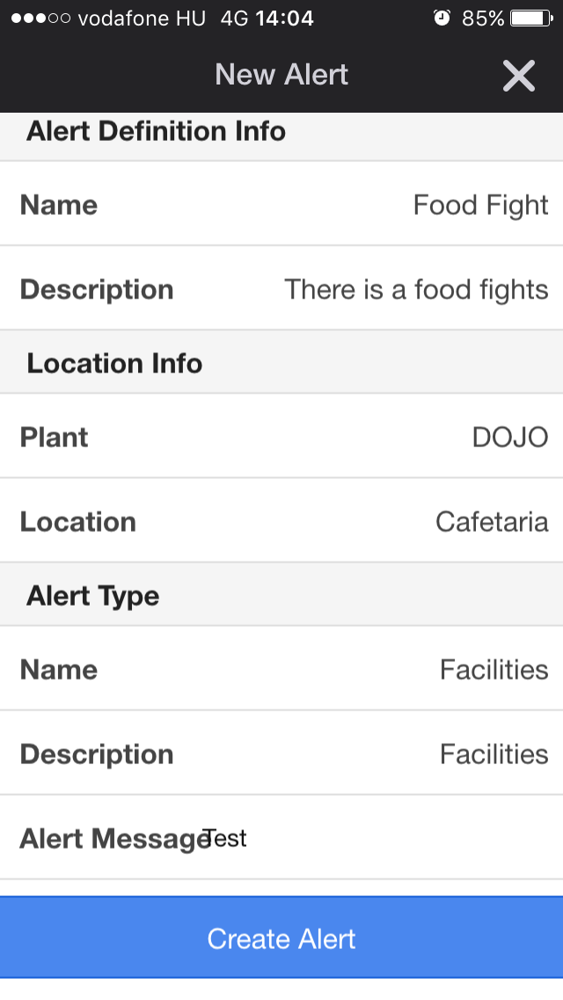 vodafone HU 4G 14:04 85%
New Alert
Alert Definition Info
Name Food Fight
Description There is a food fights
Location Info
Plant DOJO
Location Cafetaria
Alert Type
Name Facilities
Description Facilities
Alert Message Test
Create Alert